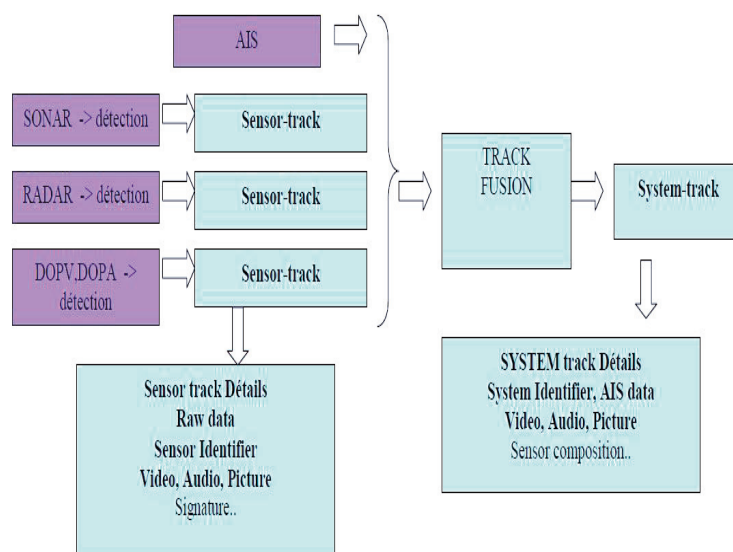 AIS
SONAR -> détection
Sensor-track
RADAR -> détection
Sensor-track
DOPV,DOPA ->
détection
Sensor-track
TRACK
FUSION
System-track
Sensor track Détails
Raw data
Sensor Identifier
Video, Audio, Picture
Signature..
SYSTEM track Détails
System Identifier, AIS data
Video, Audio, Picture
Sensor composition..